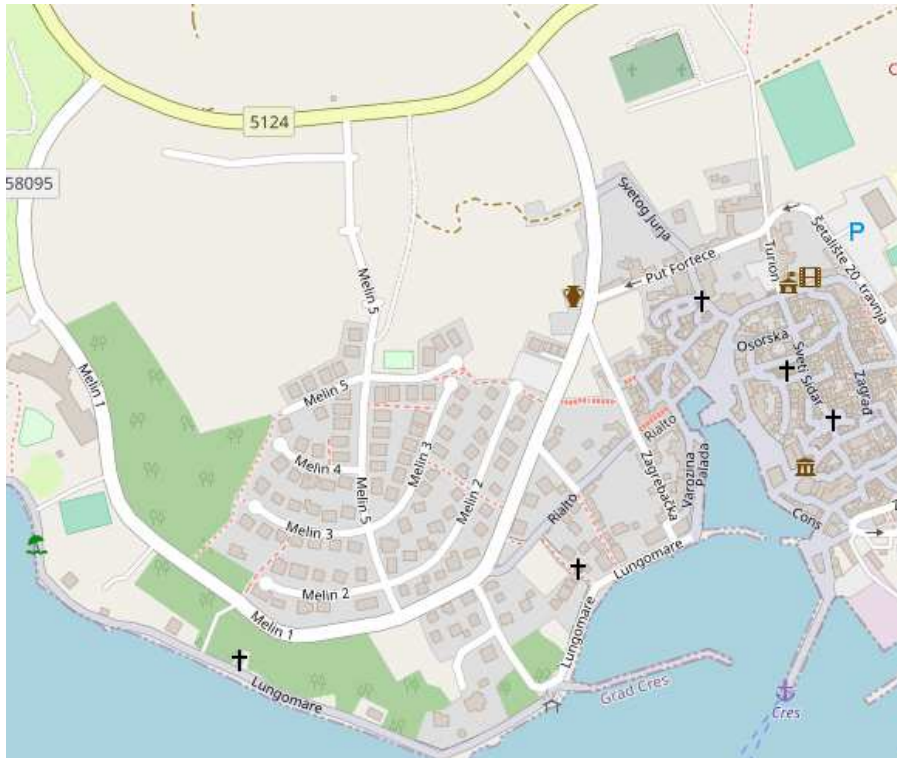 5124
58095
Svetog Jurja
Put Fortece
Turion
Šetalište 20. travnja
P
Melin 5
Osorska
Sveti Sidar
Zagrad
Melin 1
Melin 5
Melin 3
Melin 4
Melin 2
Rialto
Melin 5
Zagrebačka
Varozina
Palada
Melin 3
Rialto
Cons
Melin 2
Lungomare
Melin 1
Lungomare
Lungomare
Grad Cres
Cres